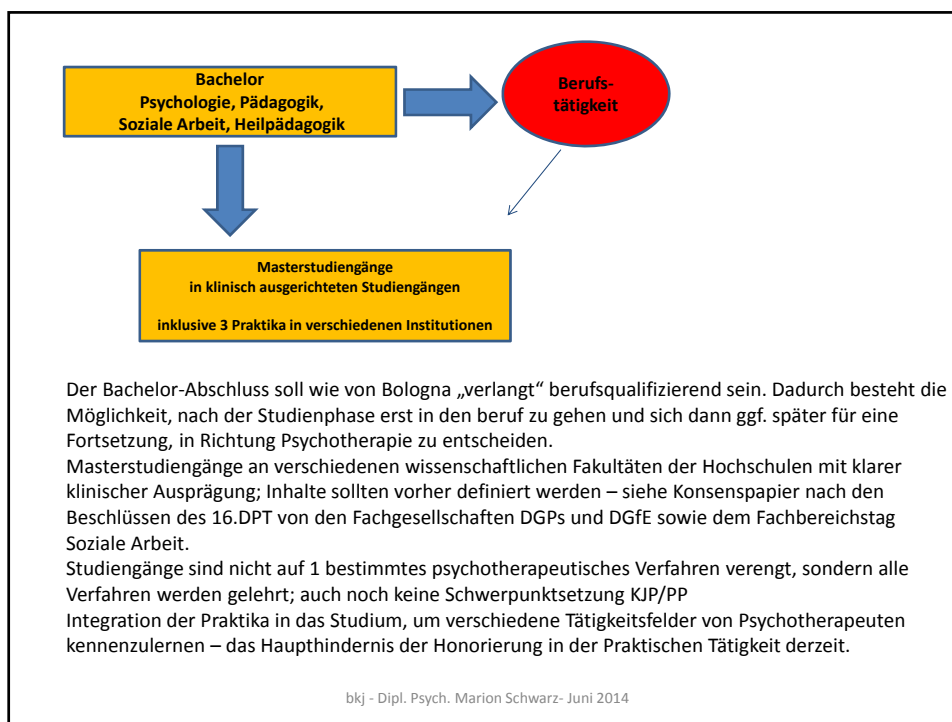 Bachelor
Psychologie, Pädagogik,
Soziale Arbeit, Heilpädagogik
Berufs-
tätigkeit
Masterstudiengänge
in klinisch ausgerichteten Studiengängen
inklusive 3 Praktika in verschiedenen Institutionen
Der Bachelor-Abschluss soll wie von Bologna „verlangt“ berufsqualifizierend sein. Dadurch besteht die
Möglichkeit, nach der Studienphase erst in den beruf zu gehen und sich dann ggf. später für eine
Fortsetzung, in Richtung Psychotherapie zu entscheiden.
Masterstudiengänge an verschiedenen wissenschaftlichen Fakultäten der Hochschulen mit klarer
klinischer Ausprägung; Inhalte sollten vorher definiert werden – siehe Konsenspapier nach den
Beschlüssen des 16.DPT von den Fachgesellschaften DGPs und DGfE sowie dem Fachbereichstag
Soziale Arbeit.
Studiengänge sind nicht auf 1 bestimmtes psychotherapeutisches Verfahren verengt, sondern alle
Verfahren werden gelehrt; auch noch keine Schwerpunktsetzung KJP/PP
Integration der Praktika in das Studium, um verschiedene Tätigkeitsfelder von Psychotherapeuten
kennenzulernen – das Haupthindernis der Honorierung in der Praktischen Tätigkeit derzeit.
bkj - Dipl. Psych. Marion Schwarz- Juni 2014